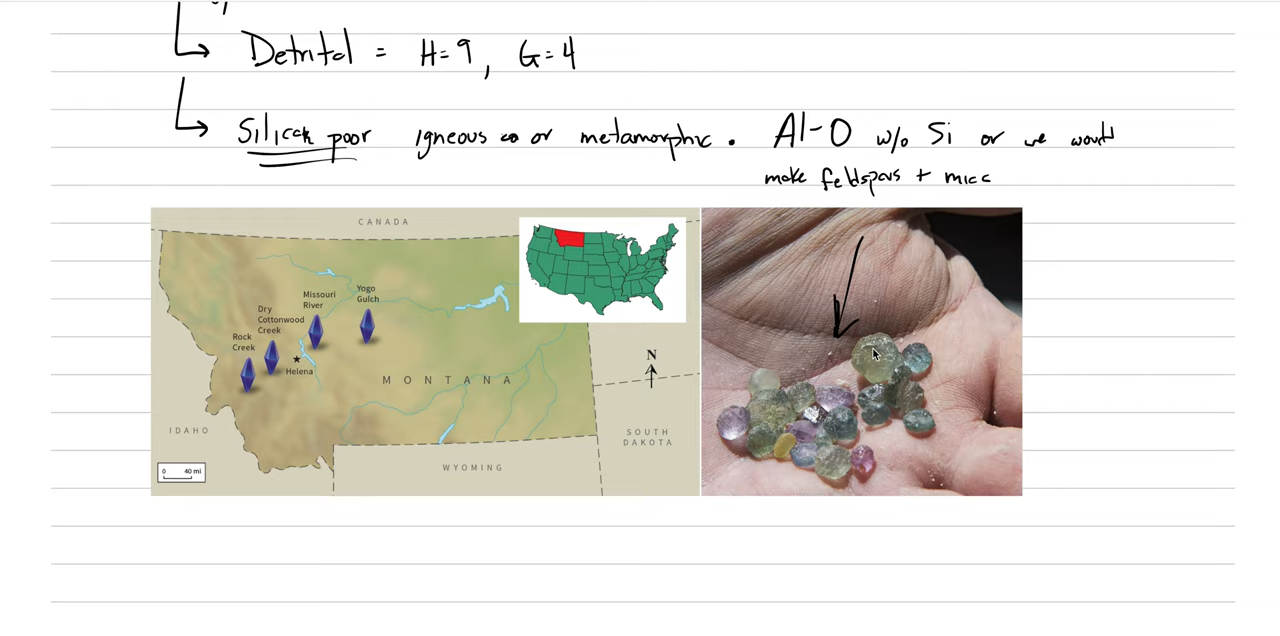 Detrital = H=9, G=4
Silica poor igneous or metamorphic. Al-O w/o Si or we would
make feldspars + mica
CANADA
Missouri
River
Yogo
Gulch
Dry
Cottonwood
Creek
Rock
Creek
Helena
MONTANA
N
IDAHO
SOUTH
DAKOTA
WYOMING
0 40 mi